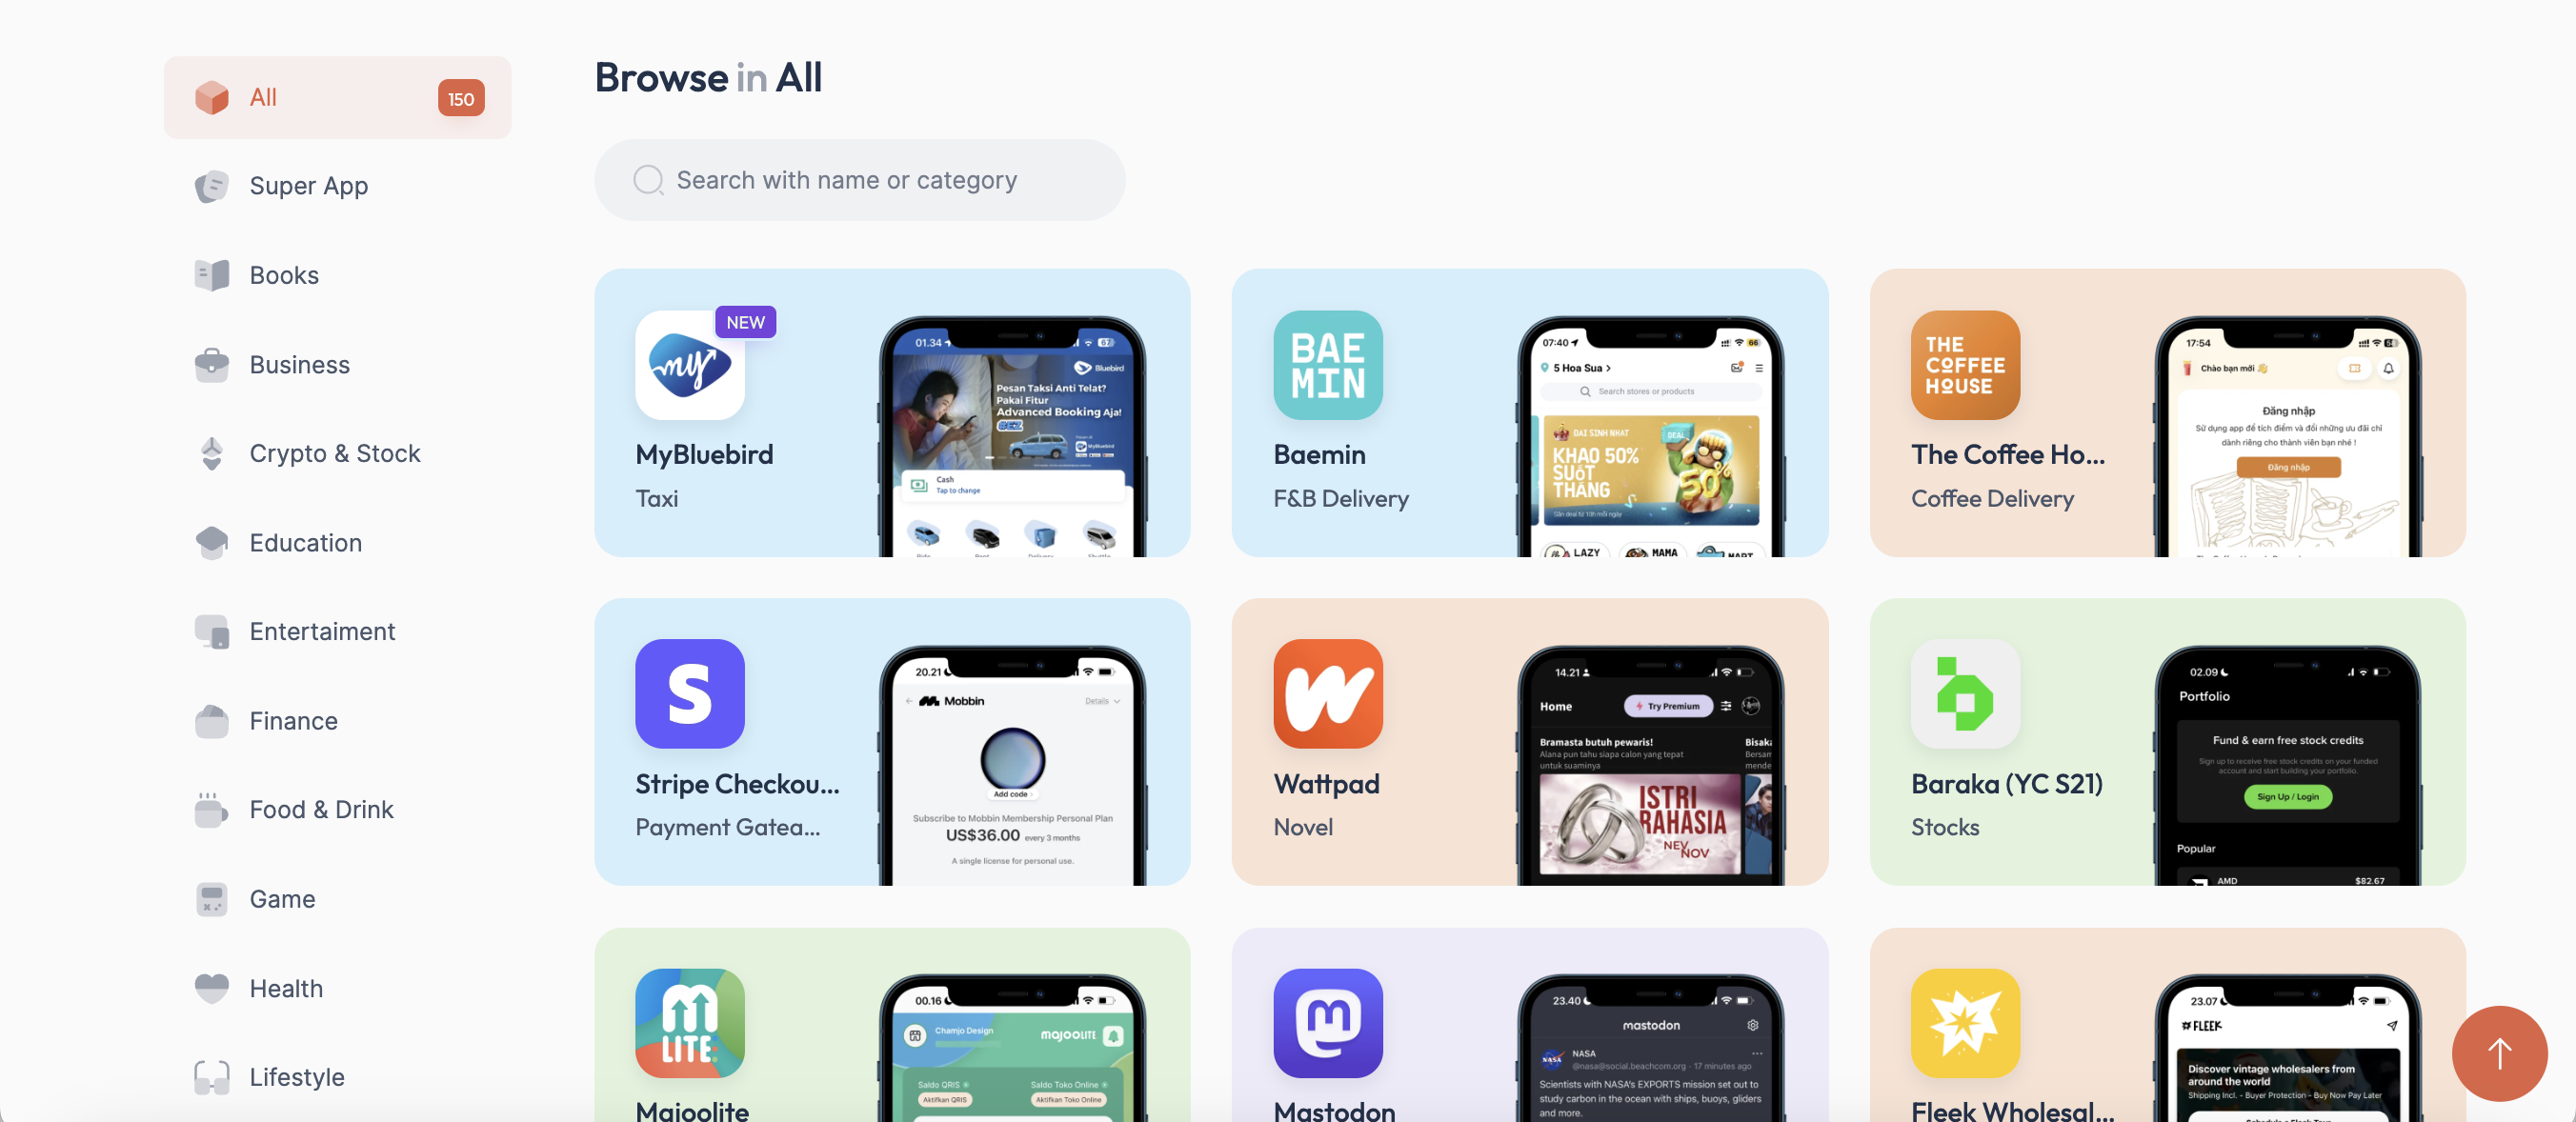 All
150
Super App
Books
Business
Crypto & Stock
Education
Entertaiment
Finance
Food & Drink
Game
Health
Lifestyle
Browse in All
Search with name or category
my
NEW
MyBluebird
Taxi
01.34
67
Bluebird
Pesan Taksi Anti Telat?
Pakai Fitur
Advanced Booking Aja!
Cash
Tap to change
BAE
MIN
Baemin
F&B Delivery
07:40
66
5 Hoa Sua >
Search stores or products
DEAL
KHAO 50%
SUỐT
THÁNG
50%
LAZY
MAMA
MART
THE
COFFEE
HOUSE
The Coffee Ho...
Coffee Delivery
17:54
Chào bạn mới
Đăng nhập
Sử dụng app để tích điểm và đổi những ưu đãi chỉ
dành riêng cho thành viên bạn nhé !
Đăng nhập
S
Stripe Checkou...
Payment Gatea...
20.21
Mobbin
Details
Add code
Subscribe to Mobbin Membership Personal Plan
US$36.00 every 3 months
A single license for personal use.
Wattpad
Novel
14.21
Home
Try Premium
Bramasta butuh pewaris!
Alana pun tahu siapa calon yang tepat
untuk suaminya
Bisaka
Bersam
mende
ISTRI
RAHASIA
NEV
NOV
Baraka (YC S21)
Stocks
02.09
Portfolio
Fund & earn free stock credits
Sign up to receive free stock credits on your funded
account and start building your portfolio.
Sign Up / Login
Popular
AMD
$82.67
LITE
Majoolite
00.16
Chamjo Design
majOOLITE
Saldo QRIS
Saldo Toko Online
Aktifkan QRIS
Aktifkan Toko Online
m
Mastodon
23.40
mastodon
NASA
NASA
@nasa@social.beachcom.org · 17 minutes ago
Scientists with NASA's EXPORTS mission set out to
study carbon in the ocean with ships, buoys, gliders
and more.
Fleek Wholesal...
23.07
FLEEK
Discover vintage wholesalers from
around the world
Shipping Incl. - Buyer Protection - Buy Now Pay Later